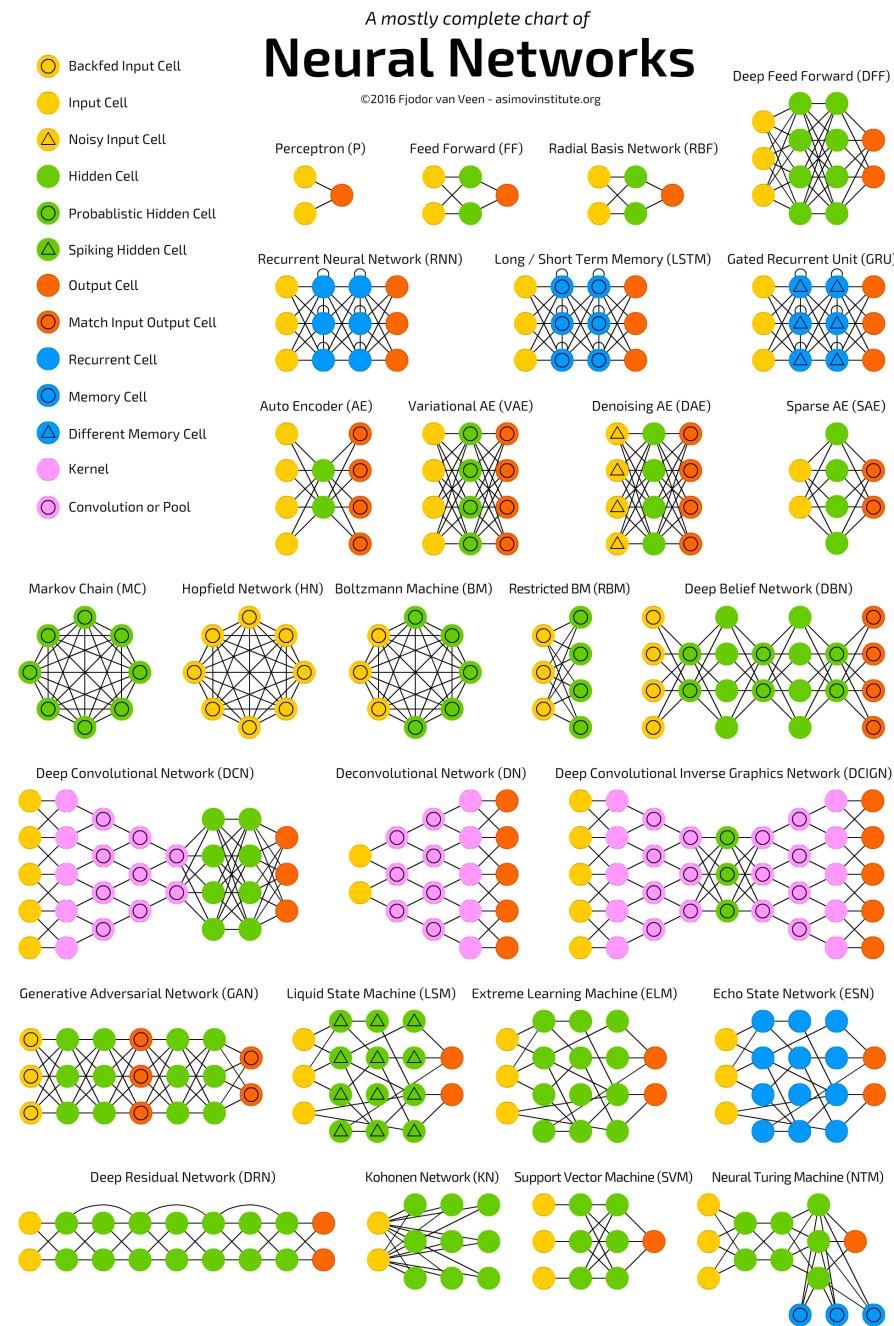 A mostly complete chart of
Neural Networks
©2016 Fjodor van Veen - asimovinstitute.org
Backfed Input Cell
Input Cell
Noisy Input Cell
Hidden Cell
Probablistic Hidden Cell
Spiking Hidden Cell
Output Cell
Match Input Output Cell
Recurrent Cell
Memory Cell
Different Memory Cell
Kernel
Convolution or Pool
Deep Feed Forward (DFF)
Perceptron (P)
Feed Forward (FF)
Radial Basis Network (RBF)
Recurrent Neural Network (RNN)
Long / Short Term Memory (LSTM)
Gated Recurrent Unit (GRU)
Auto Encoder (AE)
Variational AE (VAE)
Denoising AE (DAE)
Sparse AE (SAE)
Markov Chain (MC)
Hopfield Network (HN)
Boltzmann Machine (BM)
Restricted BM (RBM)
Deep Belief Network (DBN)
Deep Convolutional Network (DCN)
Deconvolutional Network (DN)
Deep Convolutional Inverse Graphics Network (DCIGN)
Generative Adversarial Network (GAN)
Liquid State Machine (LSM)
Extreme Learning Machine (ELM)
Echo State Network (ESN)
Deep Residual Network (DRN)
Kohonen Network (KN)
Support Vector Machine (SVM)
Neural Turing Machine (NTM)